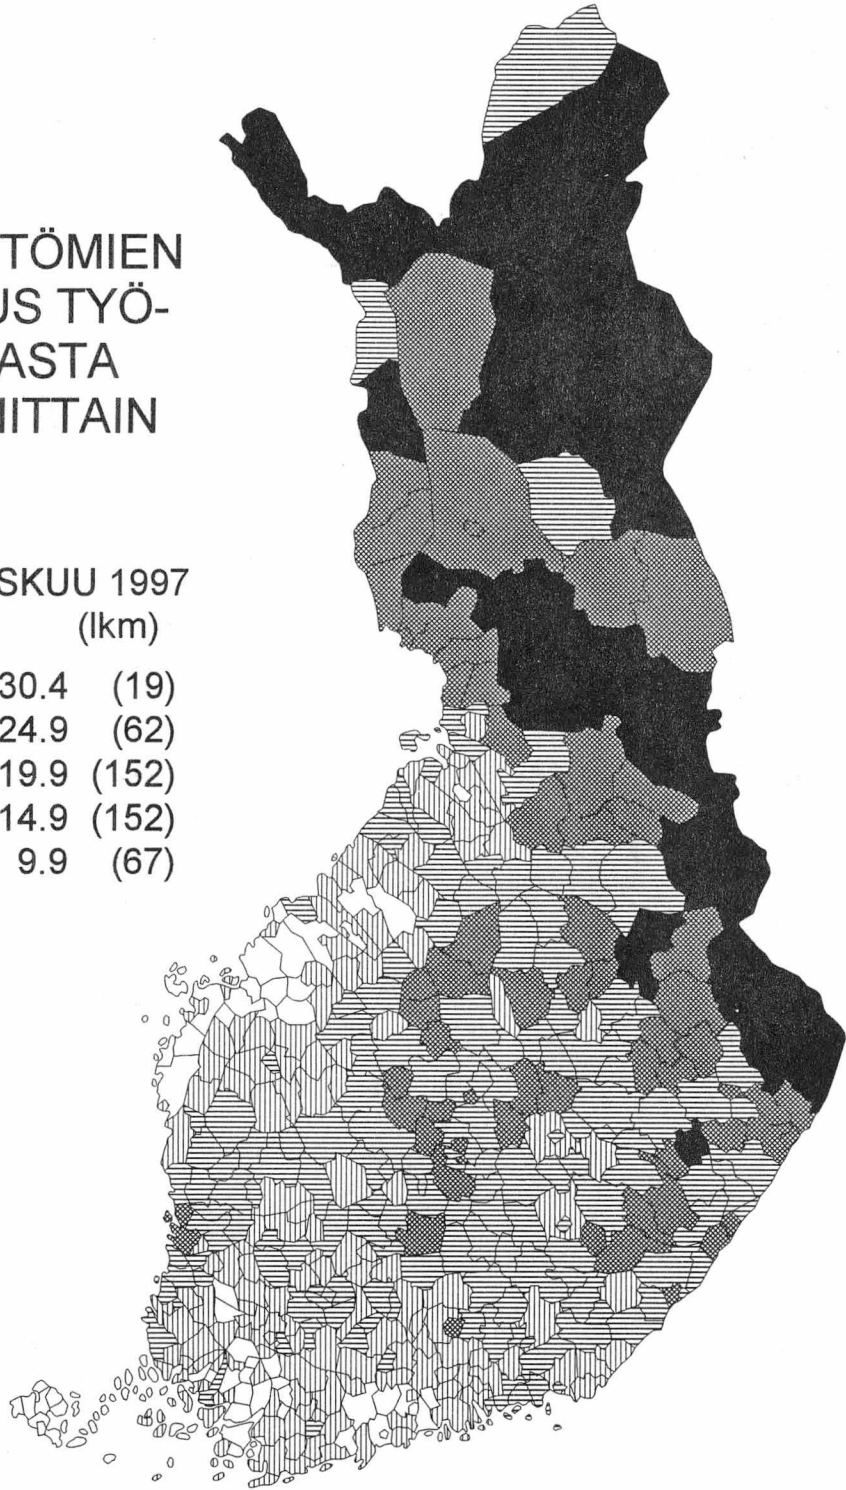 TÖMIEN
US TYÖ-
ASTA
NITTAIN
SKUU 1997
(lkm)
30.4 (19)
24.9 (62)
19.9 (152)
14.9 (152)
9.9 (67)